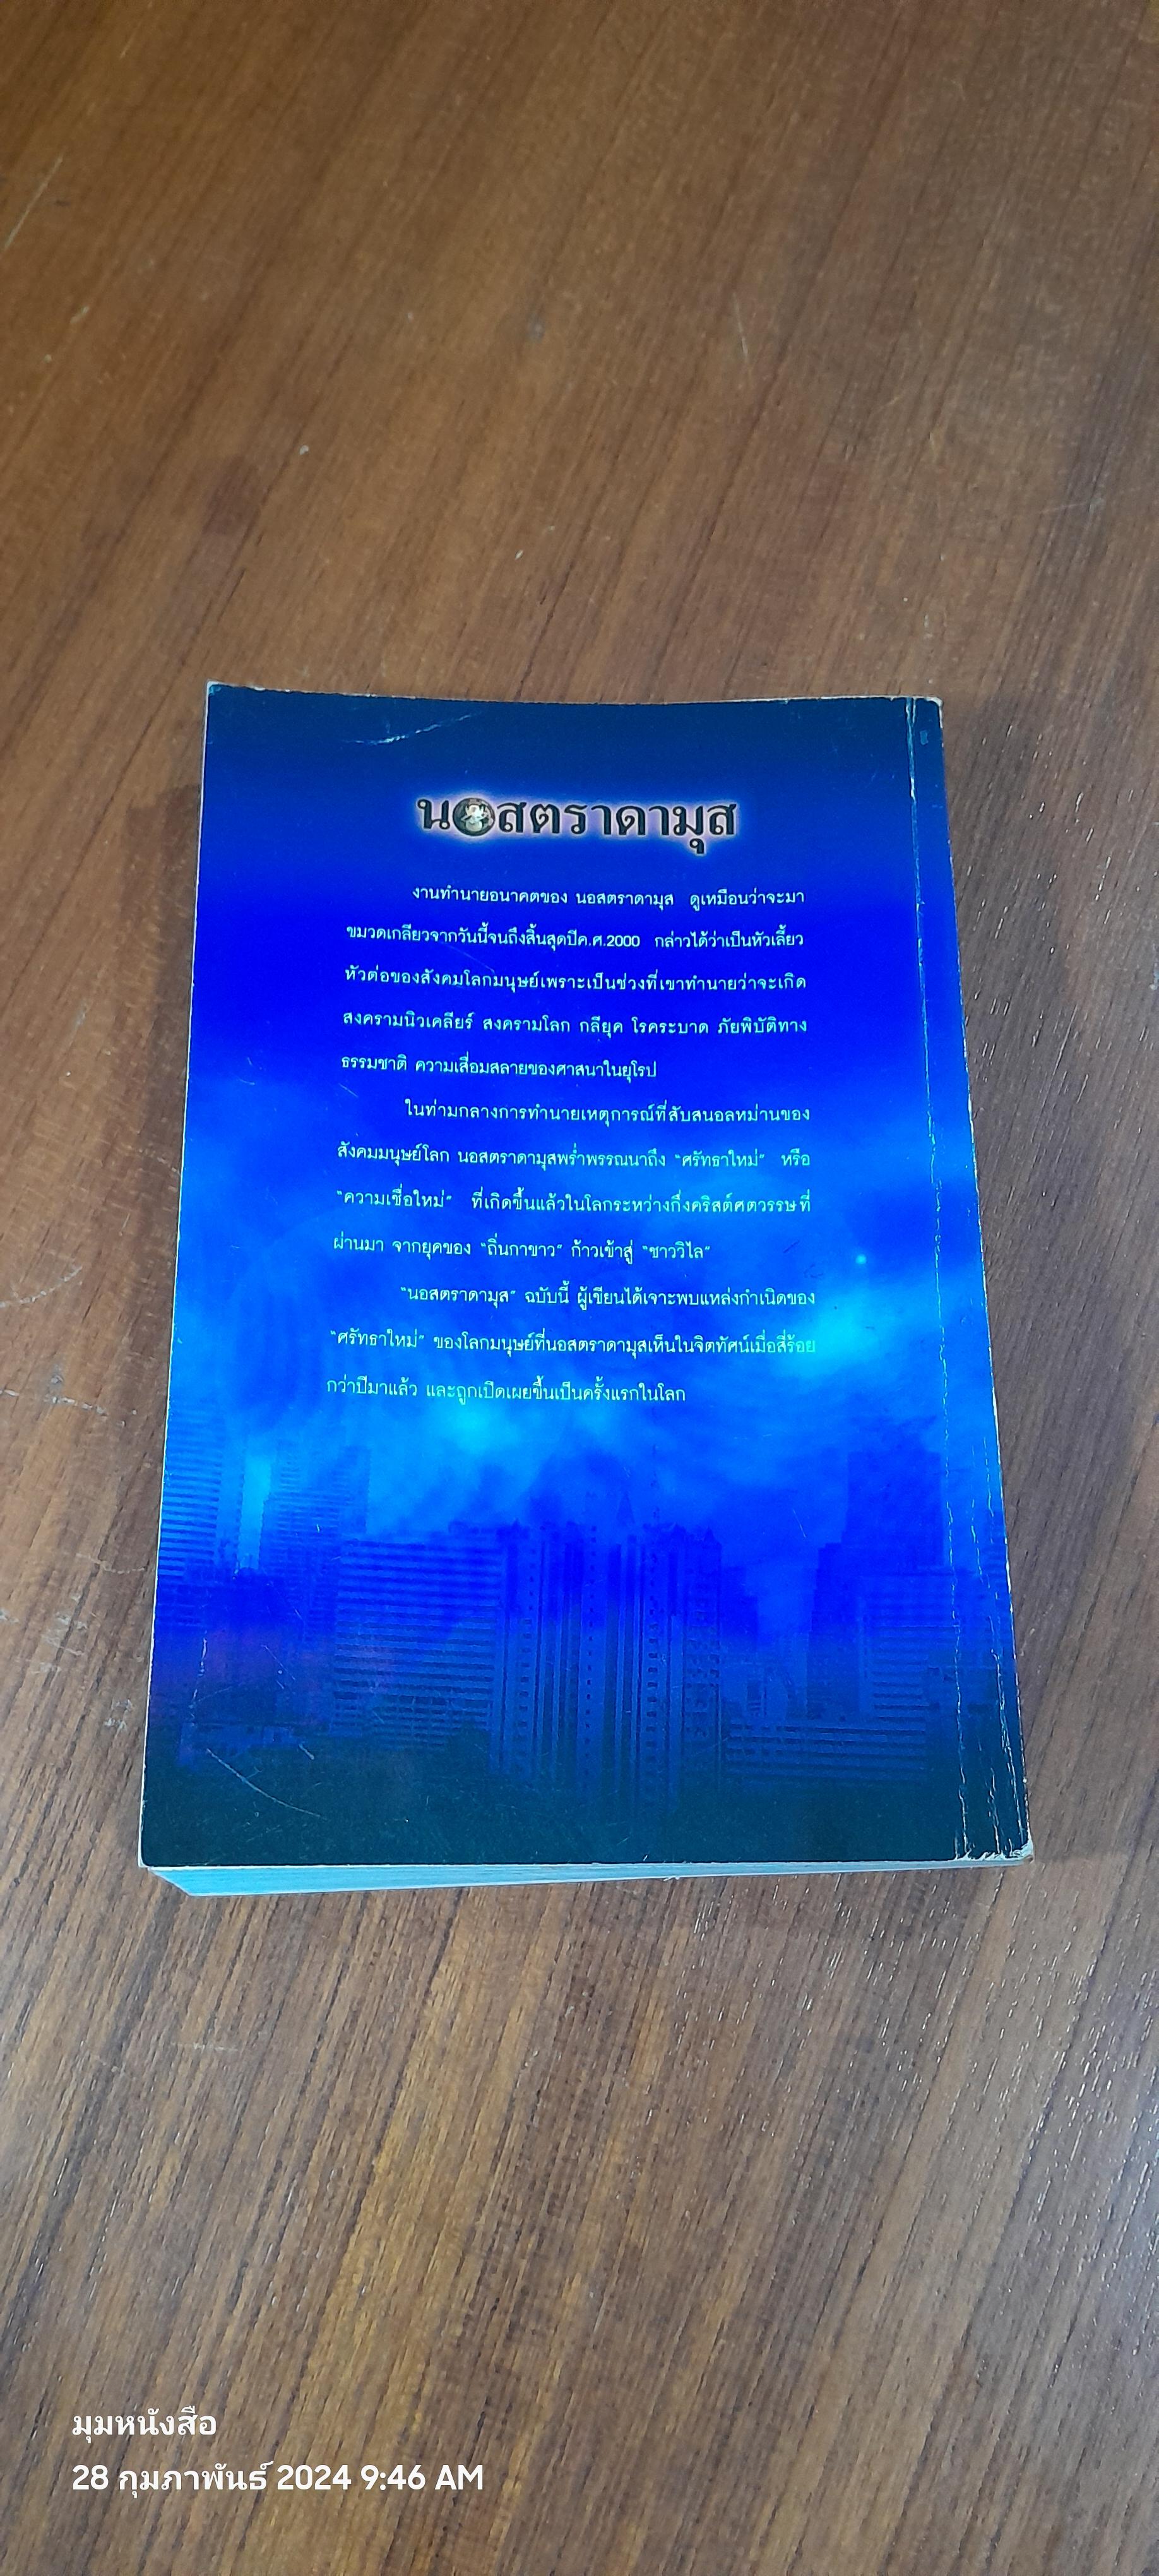 นอสตราดามุส
งานทำนายอนาคตของ นอสตราดามุส ดูเหมือนว่าจะมา
ขมวดเกลียวจากวันนี้จนถึงสิ้นสุดปีค.ศ.2000 กล่าวได้ว่าเป็นหัวเลี้ยว
หัวต่อของสังคมโลกมนุษย์เพราะเป็นช่วงที่เขาทำนายว่าจะเกิด
สงครามนิวเคลียร์ สงครามโลก กลียุค โรคระบาด ภัยพิบัติทาง
ธรรมชาติ ความเสื่อมสลายของศาสนาในยุโรป
ในท่ามกลางการทำนายเหตุการณ์ที่สับสนอลหม่านของ
สังคมมนุษย์โลก นอสตราดามุสพร่ำพรรณนาถึง "ศรัทธาใหม่" หรือ
"ความเชื่อใหม่" ที่เกิดขึ้นแล้วในโลกระหว่างกึ่งคริสต์ศตวรรษที่
ผ่านมา จากยุคของ "ถิ่นกาขาว" ก้าวเข้าสู่ "ชาววิไล"
"นอสตราดามุส" ฉบับนี้ ผู้เขียนได้เจาะพบแหล่งกำเนิดของ
"ศรัทธาใหม่" ของโลกมนุษย์ที่นอสตราดามุสเห็นในจิตทัศน์เมื่อสี่ร้อย
กว่าปีมาแล้ว และถูกเปิดเผยขึ้นเป็นครั้งแรกในโลก
มุมหนังสือ
28 กุมภาพันธ์ 2024 9:46 AM